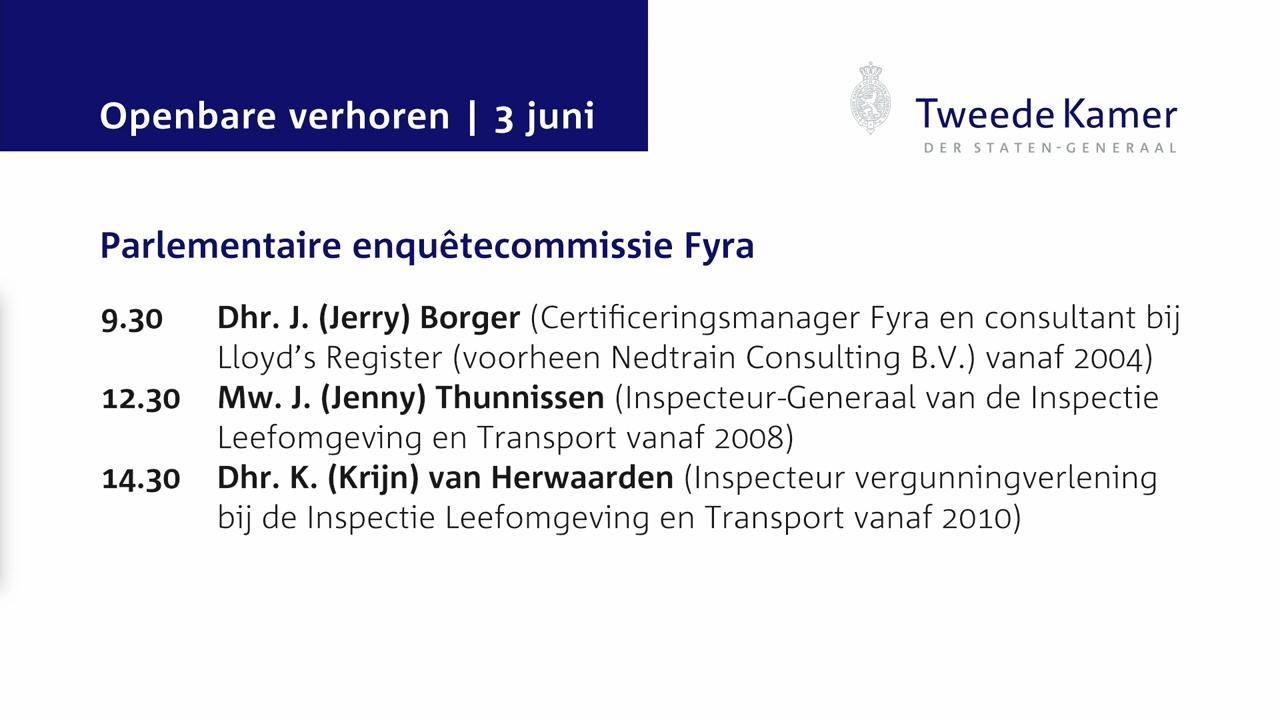 Openbare verhoren | 3 juni
Tweede Kamer
DER STATEN-GENERAAL
Parlementaire enquêtecommissie Fyra
9.30 Dhr. J. (Jerry) Borger (Certificeringsmanager Fyra en consultant bij
Lloyd's Register (voorheen Nedtrain Consulting B.V.) vanaf 2004)
12.30 Mw. J. (Jenny) Thunnissen (Inspecteur-Generaal van de Inspectie
Leefomgeving en Transport vanaf 2008)
14.30 Dhr. K. (Krijn) van Herwaarden (Inspecteur vergunningverlening
bij de Inspectie Leefomgeving en Transport vanaf 2010)